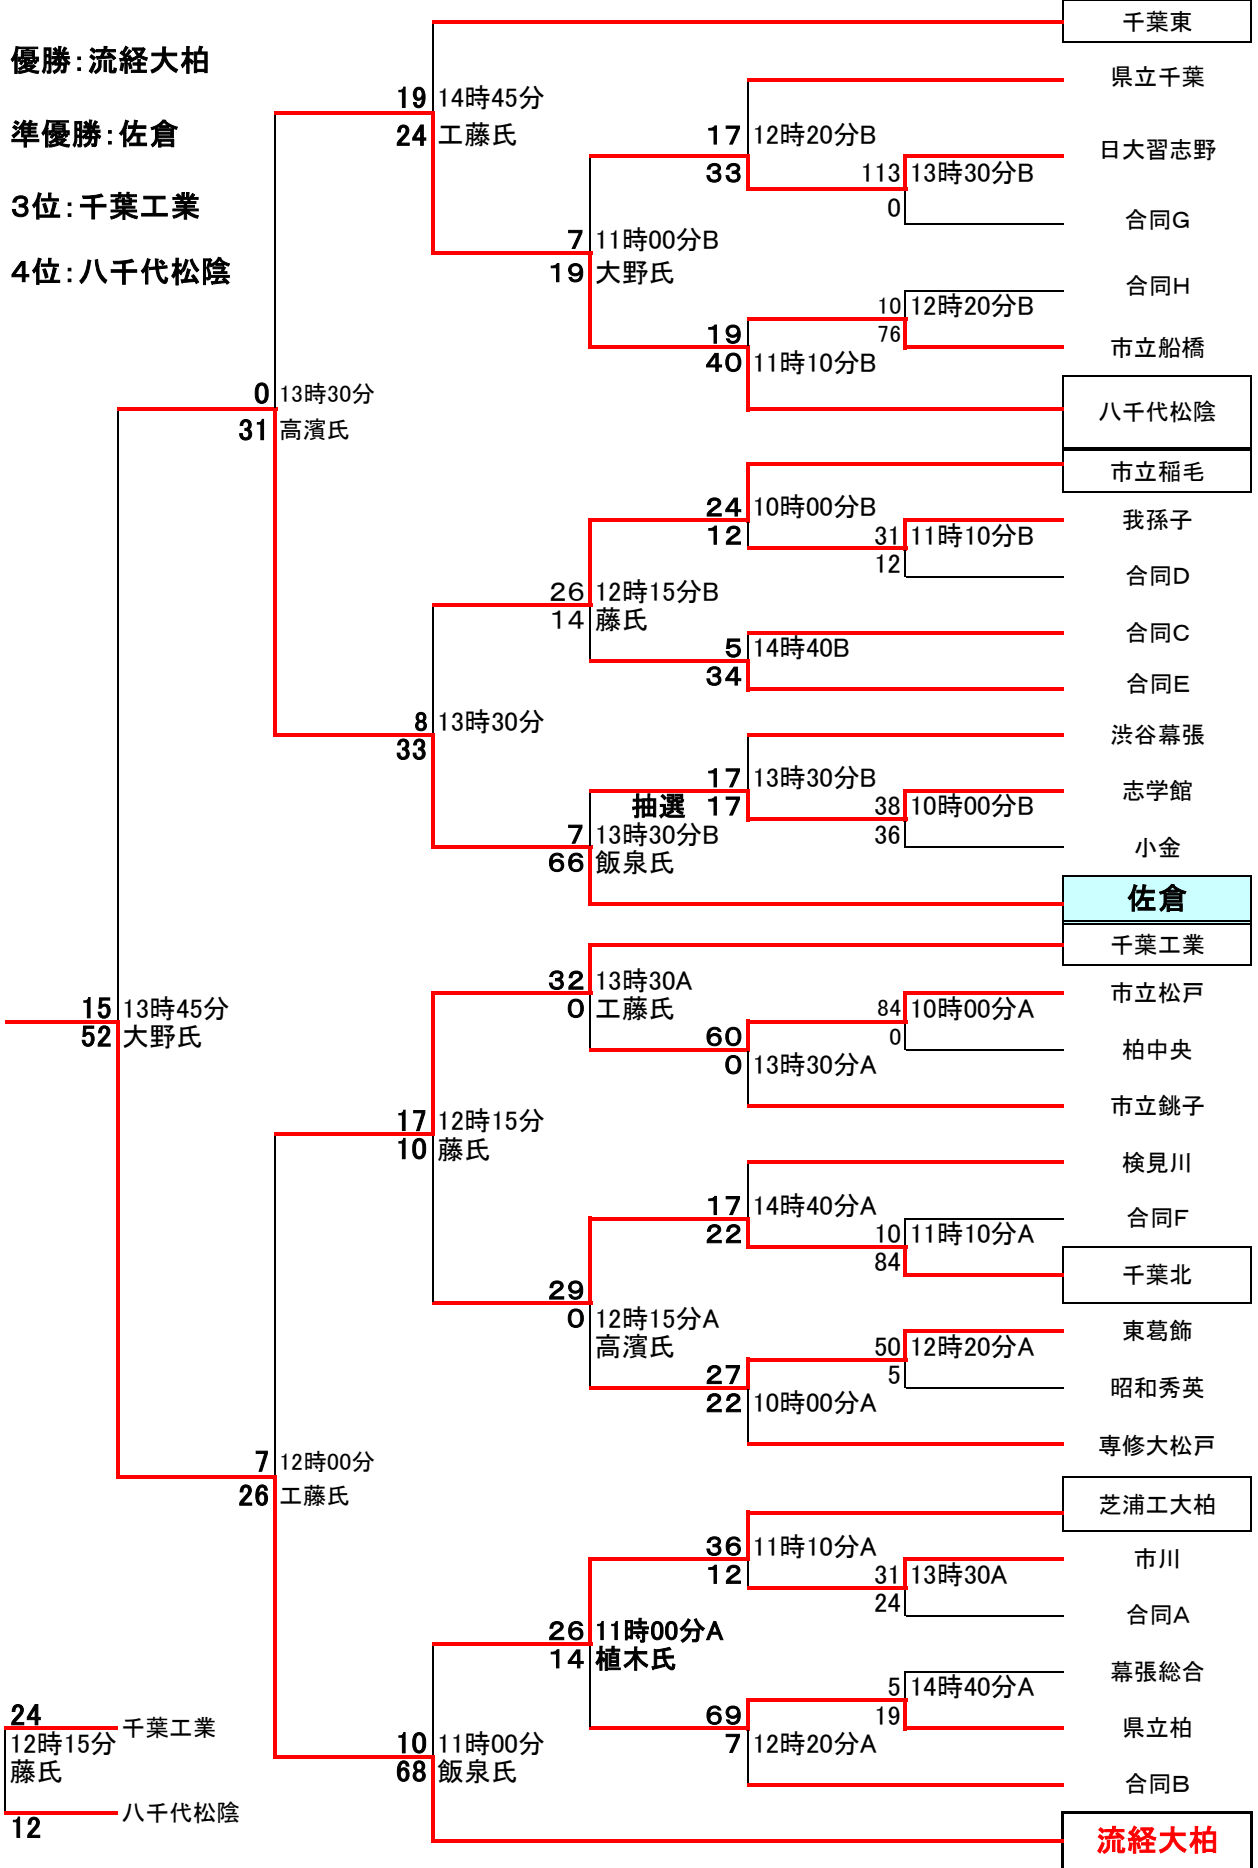 優勝：流経大柏
準優勝：佐倉
３位：千葉工業
４位：八千代松陰
千葉東
県立千葉
日大習志野
合同G
合同H
市立船橋
八千代松陰
市立稲毛
我孫子
合同D
合同C
合同E
渋谷幕張
志学館
小金
佐倉
千葉工業
市立松戸
柏中央
市立銚子
検見川
合同F
千葉北
東葛飾
昭和秀英
専修大松戸
芝浦工大柏
市川
合同A
幕張総合
県立柏
合同B
流経大柏
113 13時30分B
0
10 12時20分B
76
31 11時10分B
12
38 10時00分B
36
84 10時00分A
0
10 11時10分A
84
50 12時20分A
5
31 13時30A
24
5 14時40分A
19
17 12時20分B
33
19
40 11時10分B
24 10時00分B
12
5 14時40B
34
17 13時30分B
抽選 17
60
0 13時30分A
17 14時40分A
22
27
22 10時00分A
36 11時10分A
12
69
7 12時20分A
7 11時00分B
19 大野氏
26 12時15分B
14 藤氏
7 13時30分B
66 飯泉氏
32 13時30A
0 工藤氏
29
0 12時15分A
高濱氏
26 11時00分A
14 植木氏
19 14時45分
24 工藤氏
8 13時30分
33
17 12時15分
10 藤氏
10 11時00分
68 飯泉氏
0 13時30分
31 高濱氏
7 12時00分
26 工藤氏
15 13時45分
52 大野氏
24
千葉工業
12時15分
藤氏
八千代松陰
12